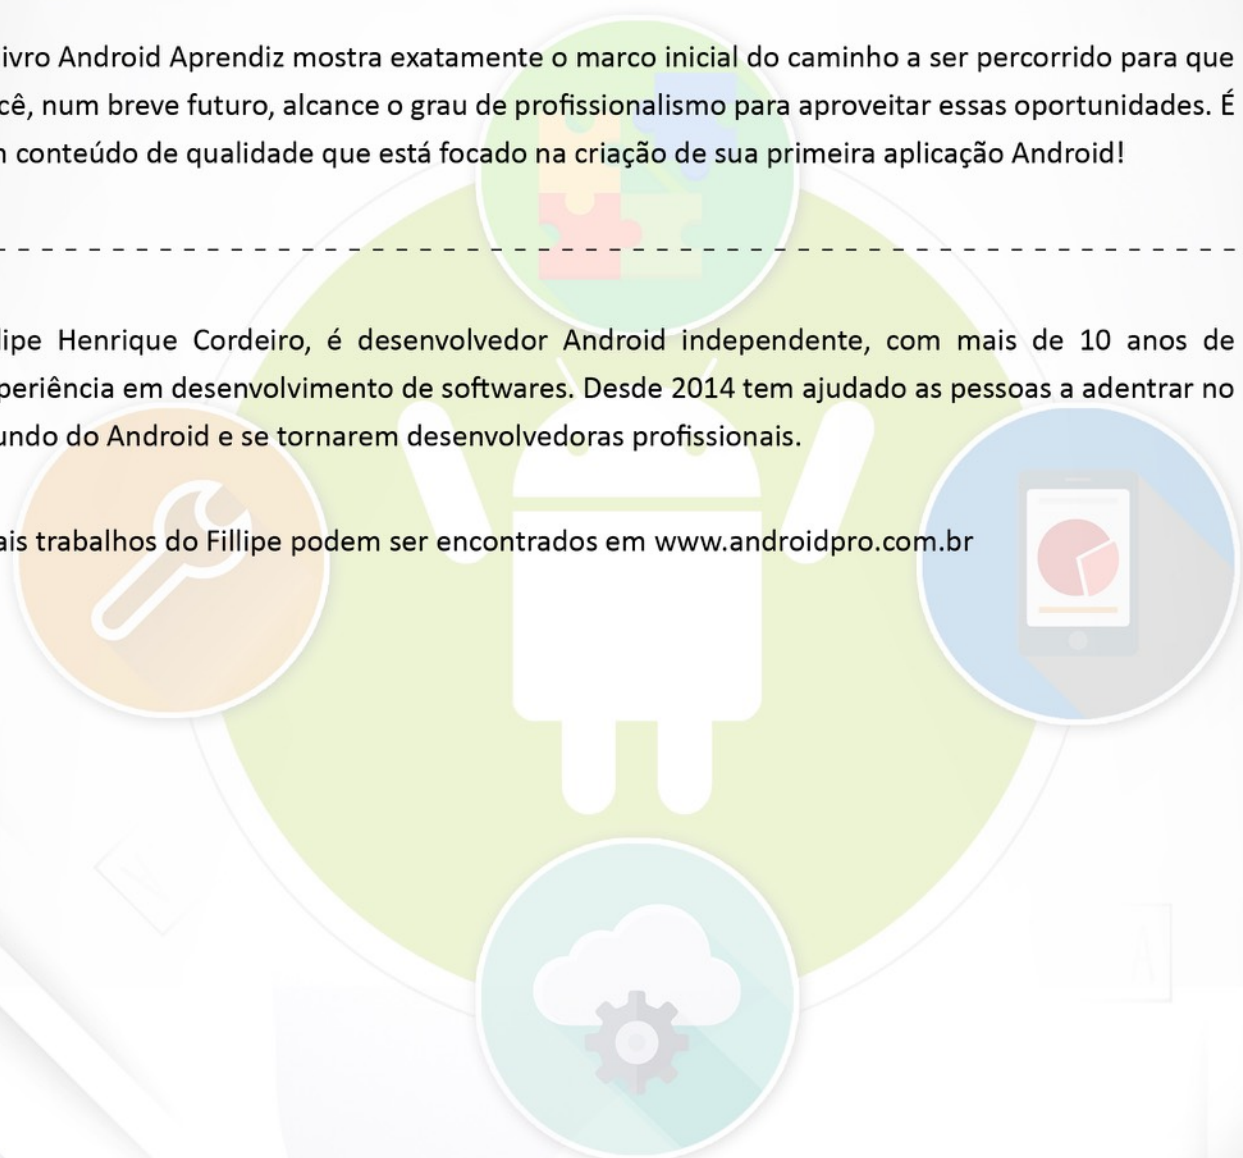 ivro Android Aprendiz mostra exatamente o marco inicial do caminho a ser percorrido para que
cê, num breve futuro, alcance o grau de profissionalismo para aproveitar essas oportunidades. É
conteúdo de qualidade que está focado na criação de sua primeira aplicação Android!
lipe Henrique Cordeiro, é desenvolvedor Android independente, com mais de 10 anos de
periência em desenvolvimento de softwares. Desde 2014 tem ajudado as pessoas a adentrar no
undo do Android e se tornarem desenvolvedoras profissionais.
ais trabalhos do Fillipe podem ser encontrados em www.androidpro.com.br